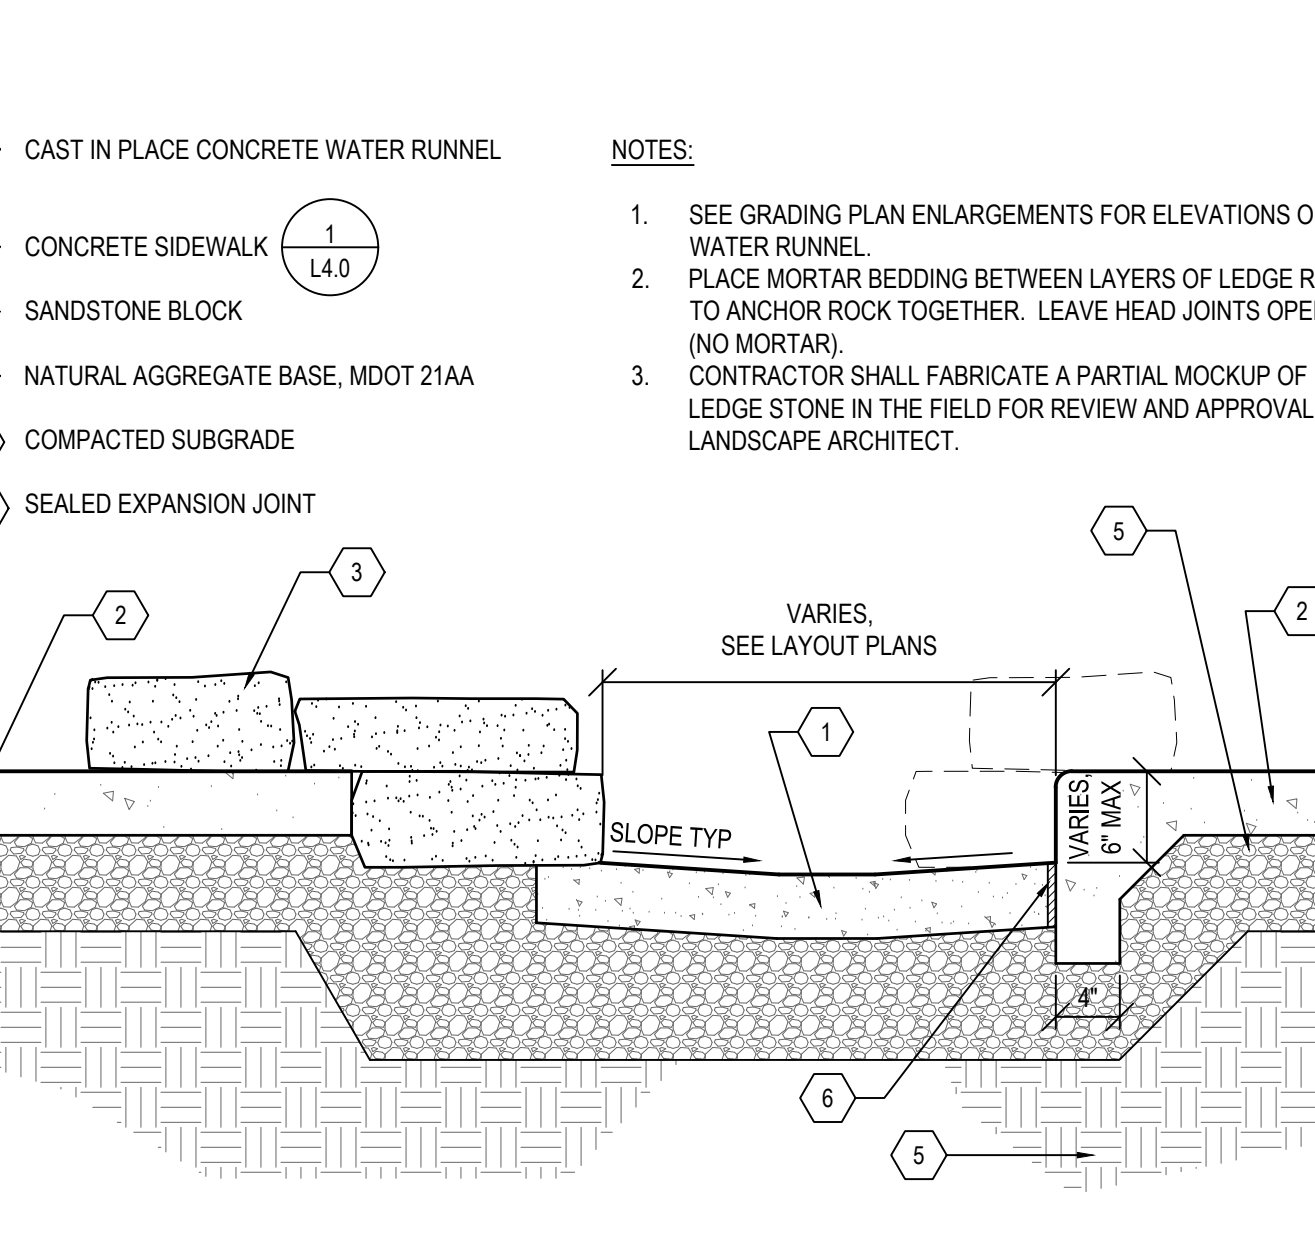 CAST IN PLACE CONCRETE WATER RUNNEL
CONCRETE SIDEWALK
1
L4.0
SANDSTONE BLOCK
NATURAL AGGREGATE BASE, MDOT 21AA
COMPACTED SUBGRADE
SEALED EXPANSION JOINT
NOTES:
1. SEE GRADING PLAN ENLARGEMENTS FOR ELEVATIONS
WATER RUNNEL.
2. PLACE MORTAR BEDDING BETWEEN LAYERS OF LEDGE
TO ANCHOR ROCK TOGETHER. LEAVE HEAD JOINTS
(NO MORTAR).
3. CONTRACTOR SHALL FABRICATE A PARTIAL MOCKUP OF
LEDGE STONE IN THE FIELD FOR REVIEW AND APPROVAL
LANDSCAPE ARCHITECT.
5
3
2
2
VARIES,
SEE LAYOUT PLANS
1
SLOPE TYP
VARIES,
6" MAX
4"
6
5